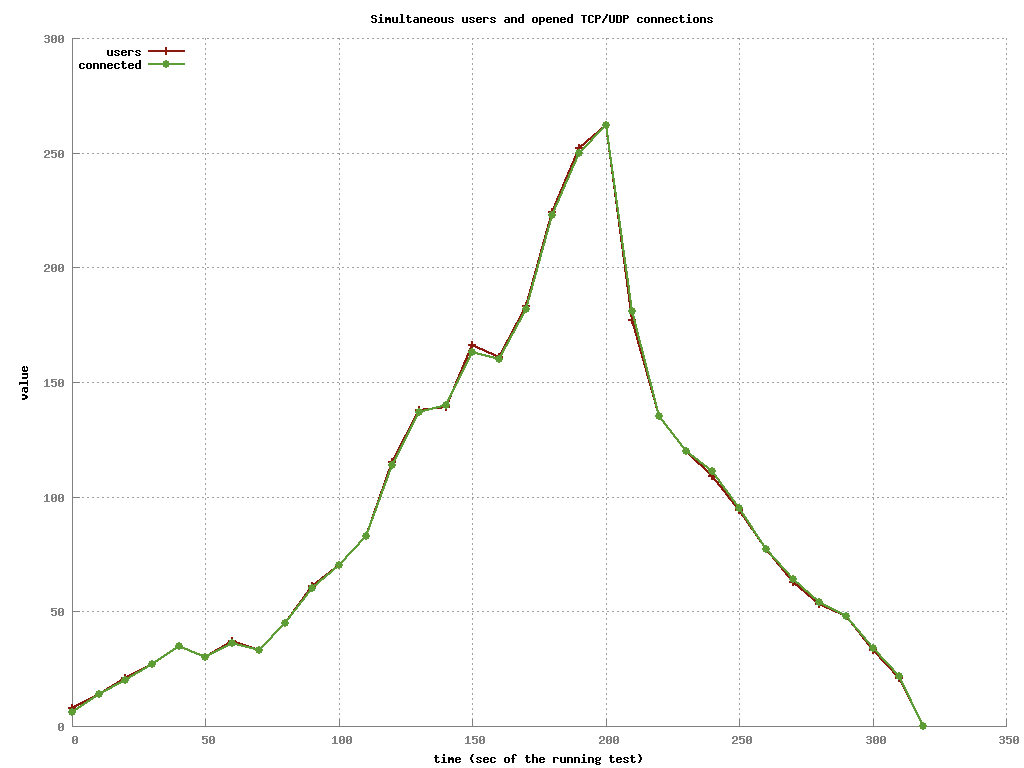 Simultaneous users and opened TCP/UDP connections
300
users
connected
250
200
150
value
100
50
0
0 50 100 150 200 250 300 350
time (sec of the running test)